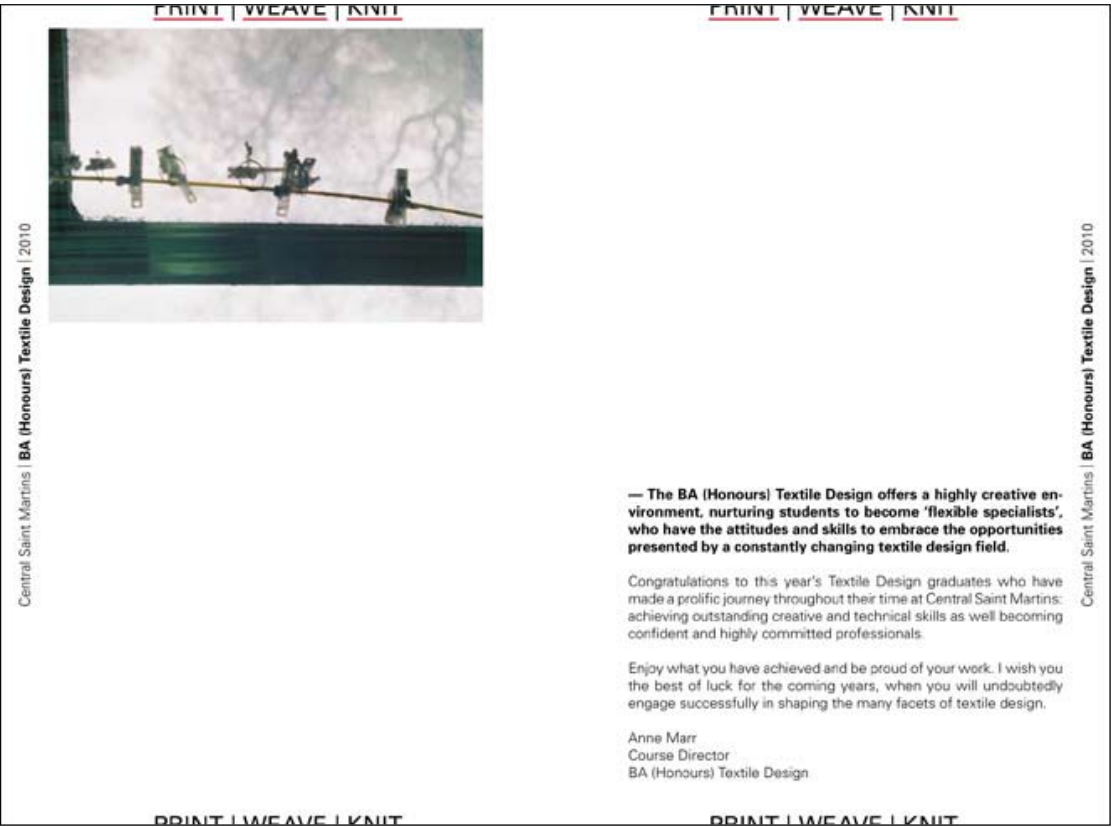 PRINT | WEAVE | KNIT
Central Saint Martins | BA (Honours) Textile Design | 2010
PRINT | WEAVE | KNIT
PRINT | WEAVE | KNIT
— The BA (Honours) Textile Design offers a highly creative en-
vironment, nurturing students to become ‘flexible specialists’,
who have the attitudes and skills to embrace the opportunities
presented by a constantly changing textile design field.
Congratulations to this year's Textile Design graduates who have
made a prolific journey throughout their time at Central Saint Martins:
achieving outstanding creative and technical skills as well becoming
confident and highly committed professionals.
Enjoy what you have achieved and be proud of your work. I wish you
the best of luck for the coming years, when you will undoubtedly
engage successfully in shaping the many facets of textile design.
Anne Marr
Course Director
BA (Honours) Textile Design
Central Saint Martins | BA (Honours) Textile Design | 2010
PRINT | WEAVE | KNIT